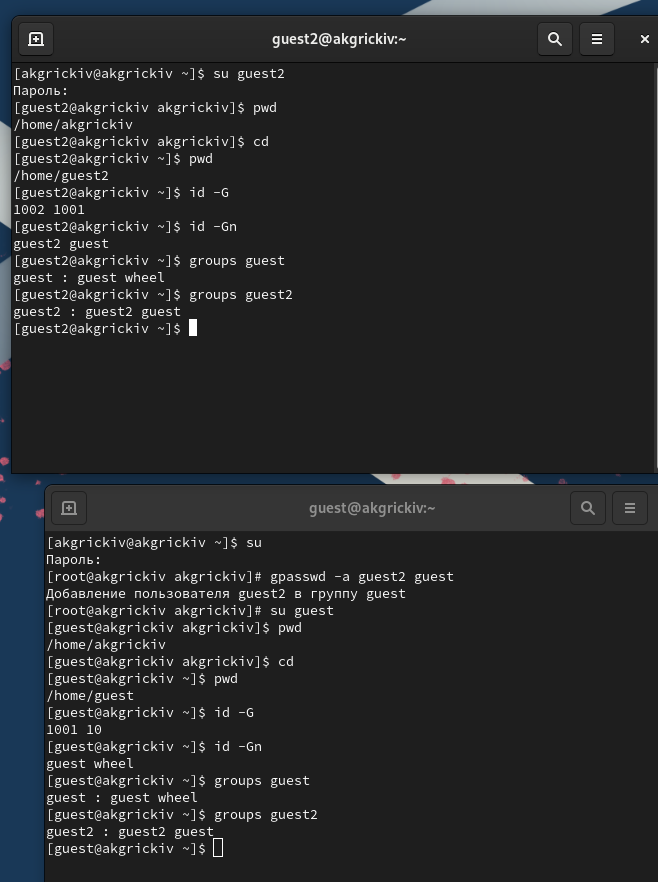 guest2@akgrickiv:~
[akgrickiv@akgrickiv ~]$ su guest2
Пароль:
[guest2@akgrickiv akgrickiv]$ pwd
/home/akgrickiv
[guest2@akgrickiv akgrickiv]$ cd
[guest2@akgrickiv ~]$ pwd
/home/guest2
[guest2@akgrickiv ~]$ id -G
1002 1001
[guest2@akgrickiv ~]$ id -Gn
guest2 guest
[guest2@akgrickiv ~]$ groups guest
guest : guest wheel
[guest2@akgrickiv ~]$ groups guest2
guest2 : guest2 guest
[guest2@akgrickiv ~]$
guest@akgrickiv:~
[akgrickiv@akgrickiv ~]$ su
Пароль:
[root@akgrickiv akgrickiv]# gpasswd -a guest2 guest
Добавление пользователя guest2 в группу guest
[root@akgrickiv akgrickiv]# su guest
[guest@akgrickiv akgrickiv]$ pwd
/home/akgrickiv
[guest@akgrickiv akgrickiv]$ cd
[guest@akgrickiv ~]$ pwd
/home/guest
[guest@akgrickiv ~]$ id -G
1001 10
[guest@akgrickiv ~]$ id -Gn
guest wheel
[guest@akgrickiv ~]$ groups guest
guest : guest wheel
[guest@akgrickiv ~]$ groups guest2
guest2 : guest2 guest
[guest@akgrickiv ~]$